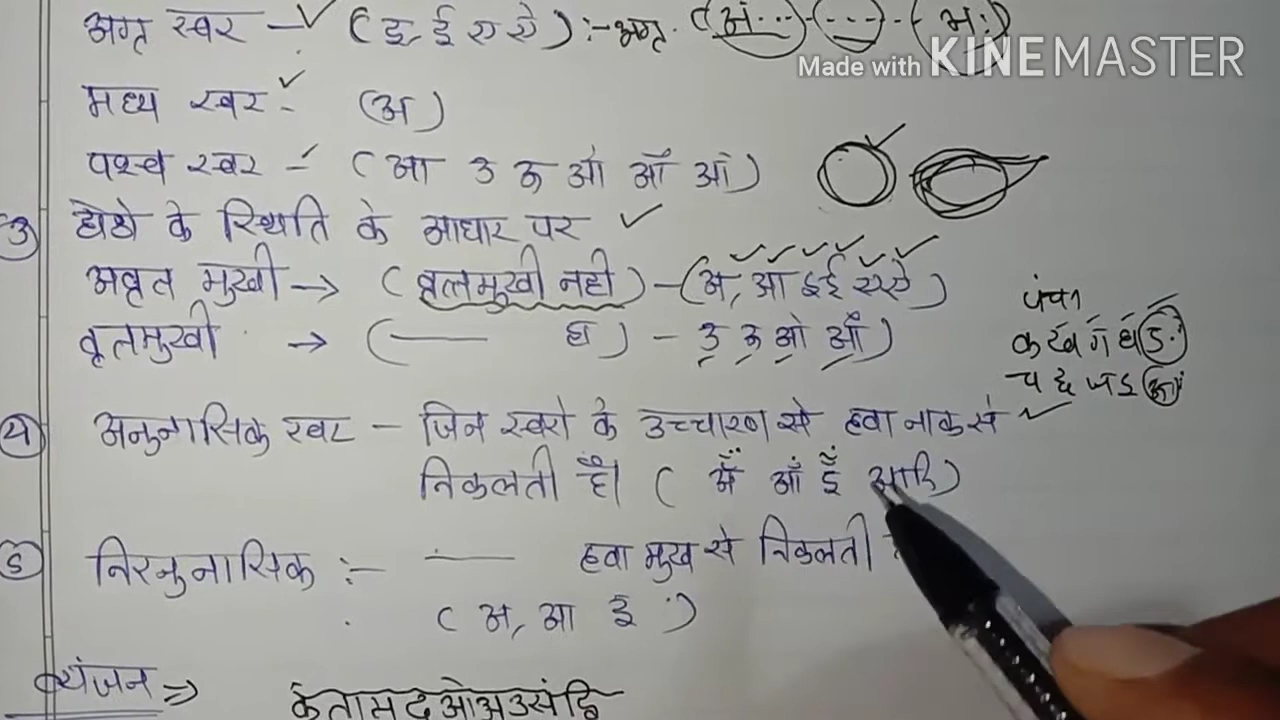 अग्र स्वर - (इ, ई ए ऐ) :- अग्र. (अं... - ... - अः)
Made with KINEMASTER
मध्य स्वर - (अ)
पश्च स्वर - (आ उ ऊ ओ औ ऑ)
3) होठो के स्थिति के आधार पर
अवृत मुखी → (वृतमुखी नही) - (अ, आ इ ई ए ऐ)
वृतमुखी → (—— ध) - उ ऊ ओ औ)
पंचा
क ख ग घ ङ
4) अनुनासिक स्वर - जिन स्वरो के उच्चारण से हवा नाक से
निकलती है। (अँ आँ इँ आदि)
5) निरनुनासिक :- —— हवा मुख से निकलती
(अ, आ ई )
व्यंजन ⇒